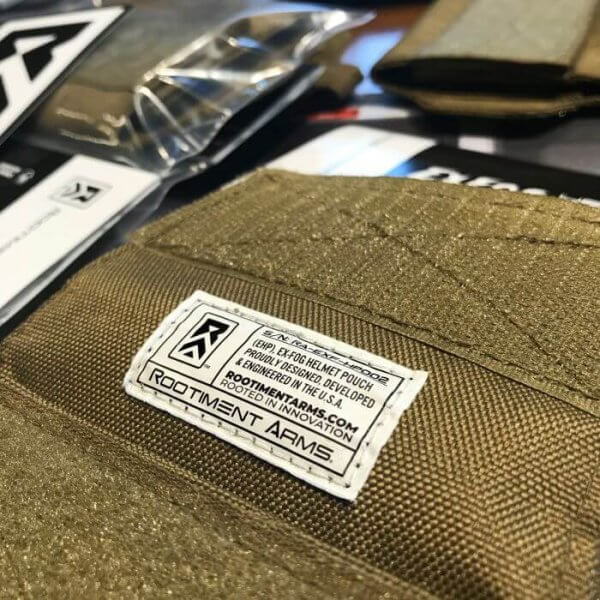 S/N: RA-EXF-HP002
(EHP), EX-FOG HELMET POUCH
PROUDLY DESIGNED, DEVELOPED
& ENGINEERED IN THE U.S.A.
ROOTIMENTARMS.COM
ROOTED IN INNOVATION
ROOTIMENT ARMS